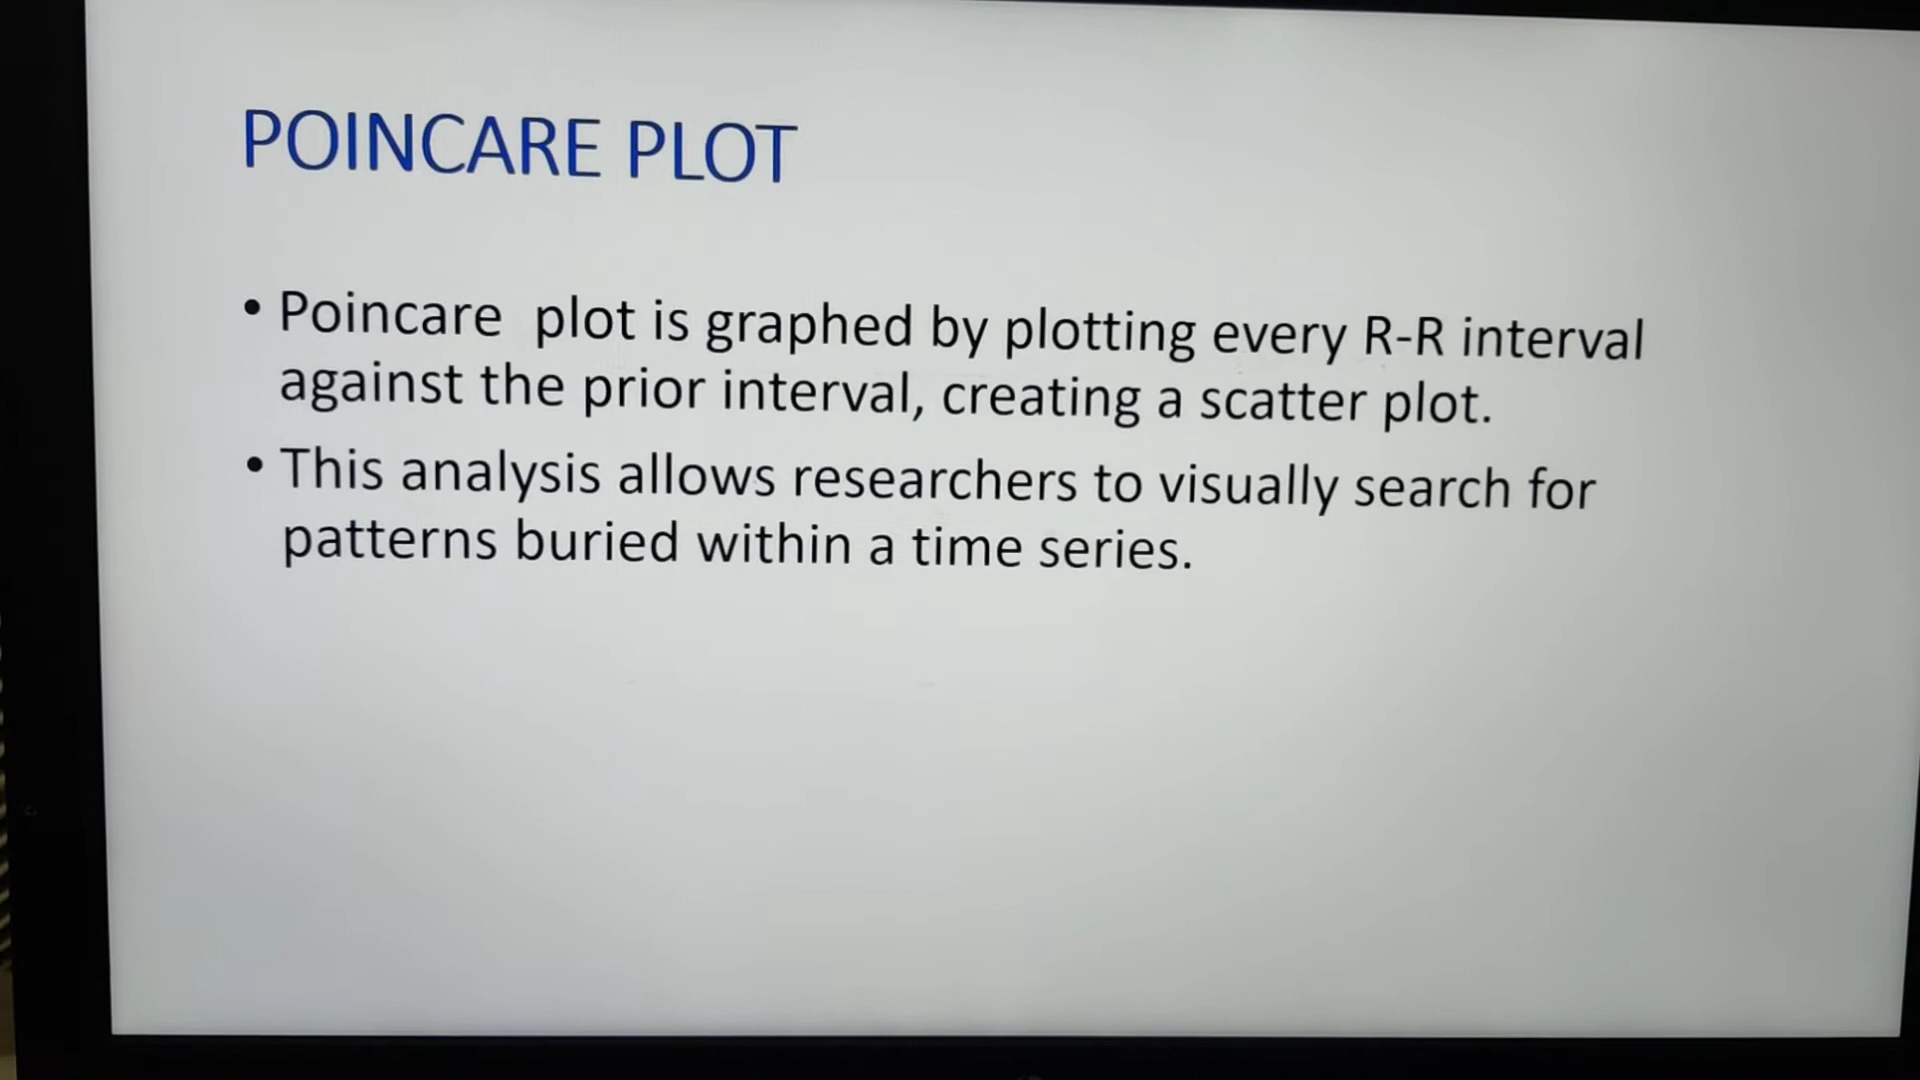 POINCARE PLOT
• Poincare plot is graphed by plotting every R-R interval
against the prior interval, creating a scatter plot.
• This analysis allows researchers to visually search for
patterns buried within a time series.